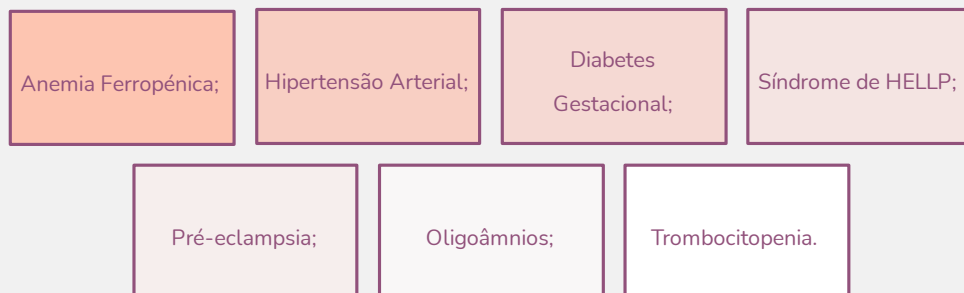 Anemia Ferropénica;
Hipertensão Arterial;
Diabetes
Gestacional;
Síndrome de HELLP;
Pré-eclampsia;
Oligoâmnios;
Trombocitopenia.